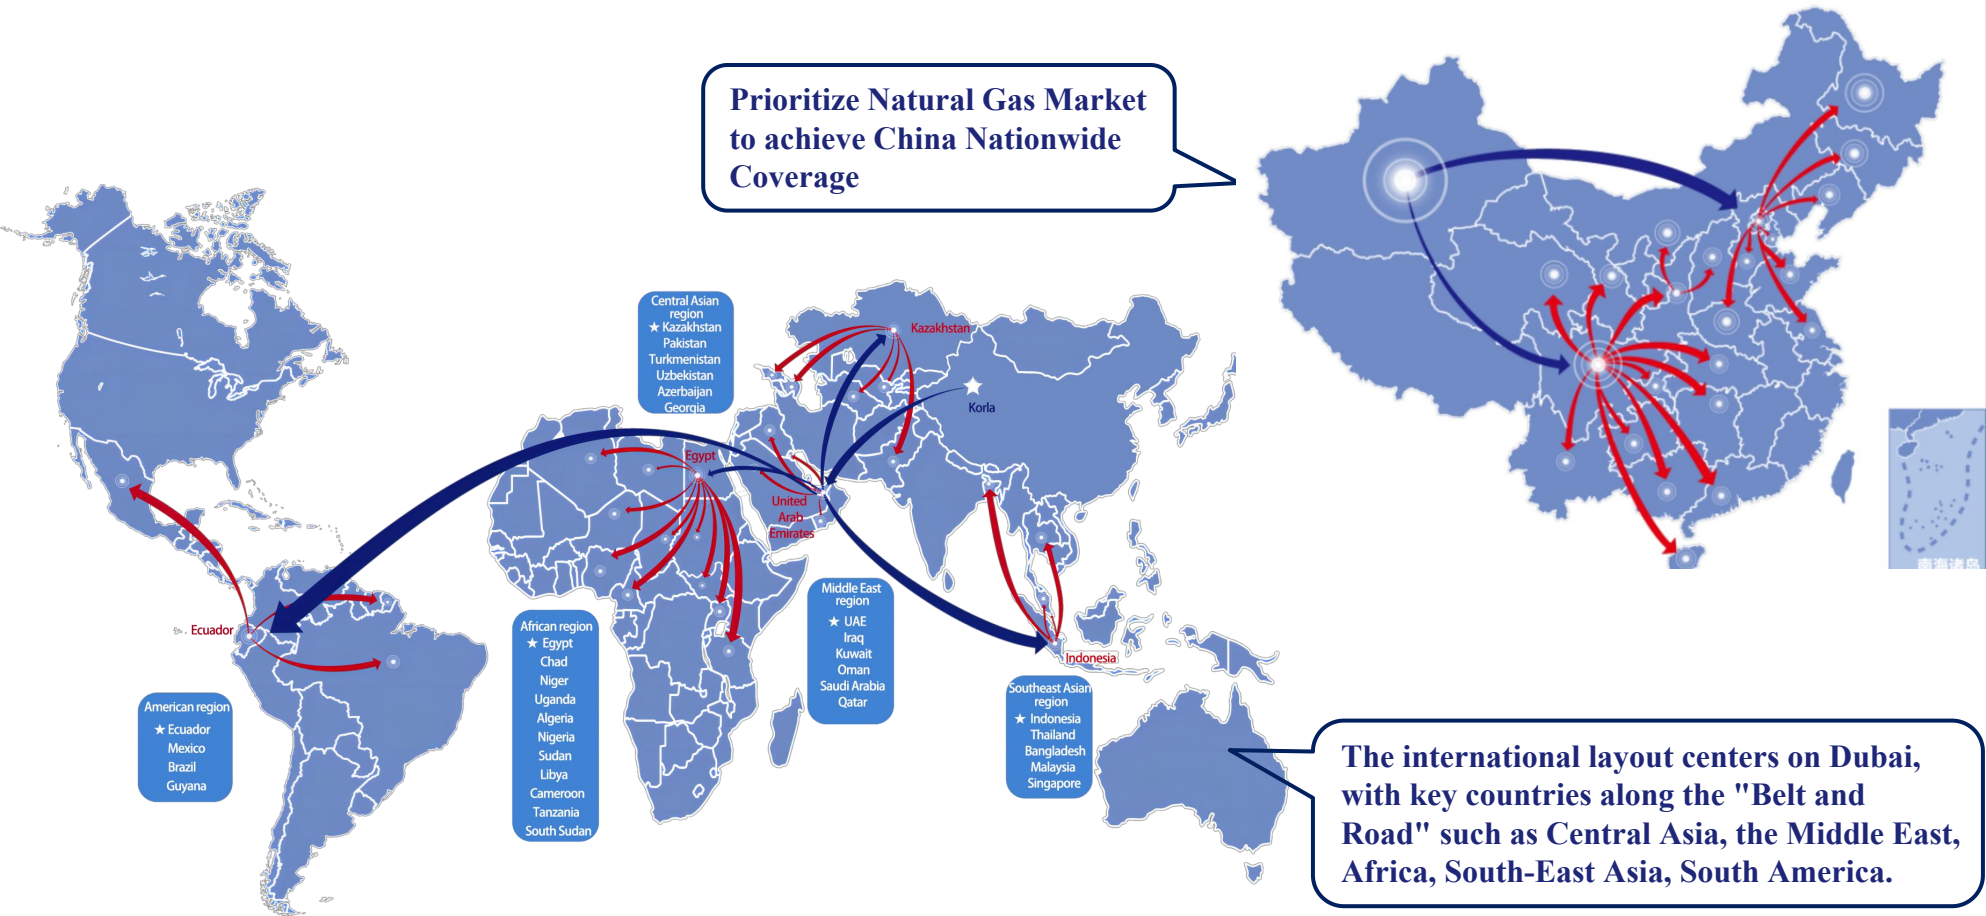 Prioritize Natural Gas Market
to achieve China Nationwide
Coverage
Central Asian
region
★ Kazakhstan
Pakistan
Turkmenistan
Uzbekistan
Azerbaijan
Georgia
Kazakhstan
Korla
Egypt
United
Arab
Emirates
Ecuador
Indonesia
American region
★ Ecuador
Mexico
Brazil
Guyana
African region
★ Egypt
Chad
Niger
Uganda
Algeria
Nigeria
Sudan
Libya
Cameroon
Tanzania
South Sudan
Middle East
region
★ UAE
Iraq
Kuwait
Oman
Saudi Arabia
Qatar
Southeast Asian
region
★ Indonesia
Thailand
Bangladesh
Malaysia
Singapore
南海诸岛
The international layout centers on Dubai,
with key countries along the "Belt and
Road" such as Central Asia, the Middle East,
Africa, South-East Asia, South America.